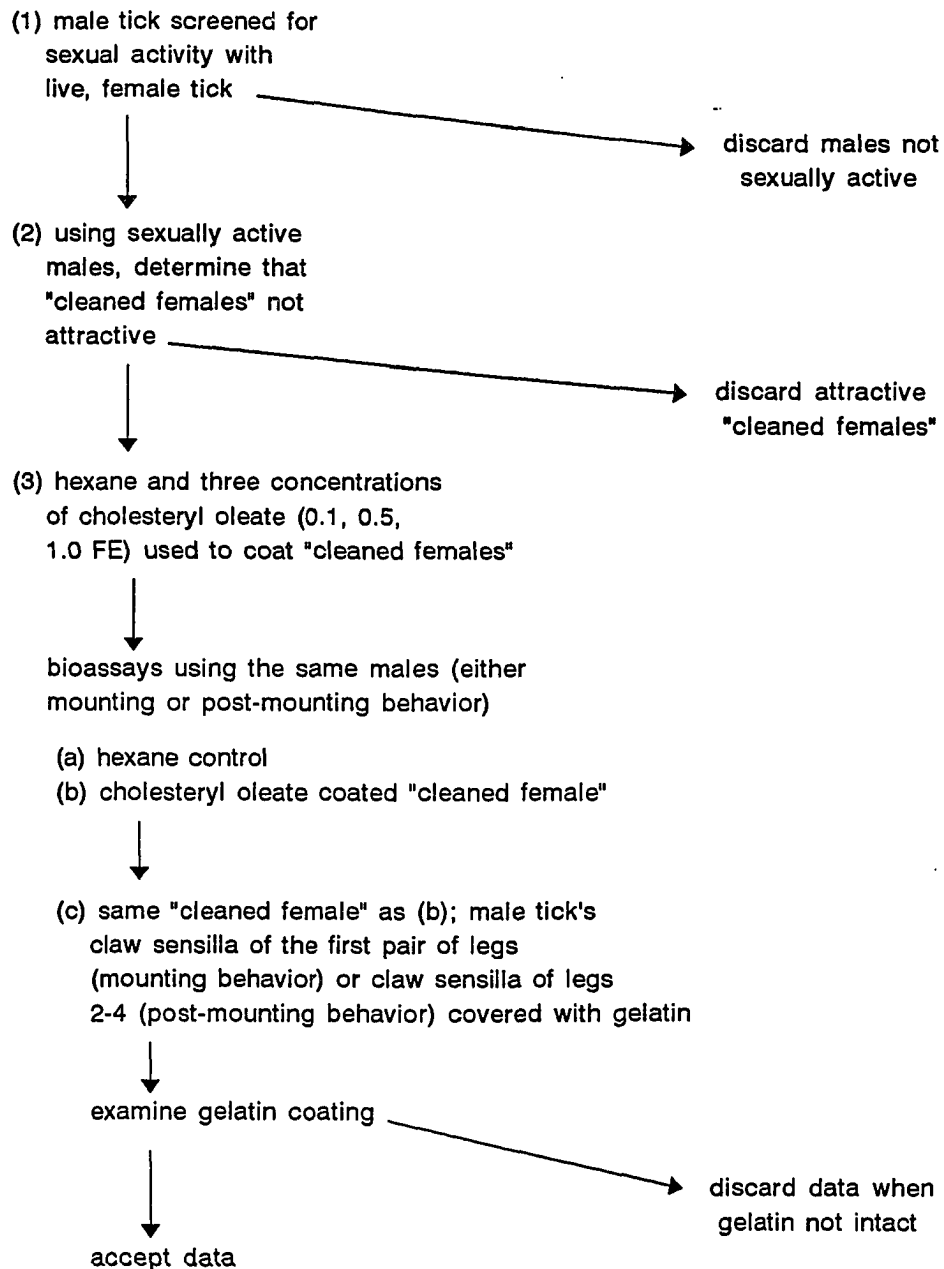 (1) male tick screened for
sexual activity with
live, female tick
discard males not
sexually active
(2) using sexually active
males, determine that
"cleaned females" not
attractive
discard attractive
"cleaned females"
(3) hexane and three concentrations
of cholesteryl oleate (0.1, 0.5,
1.0 FE) used to coat "cleaned females"
bioassays using the same males (either
mounting or post-mounting behavior)
(a) hexane control
(b) cholesteryl oleate coated "cleaned female"
(c) same "cleaned female" as (b); male tick's
claw sensilla of the first pair of legs
(mounting behavior) or claw sensilla of legs
2-4 (post-mounting behavior) covered with gelatin
examine gelatin coating
discard data when
gelatin not intact
accept data